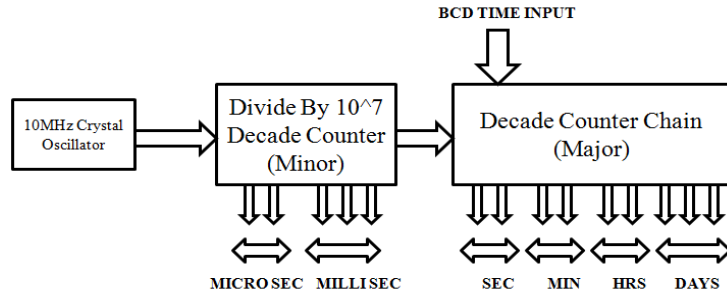 BCD TIME INPUT
10MHz Crystal
Oscillator
Divide By 10^7
Decade Counter
(Minor)
Decade Counter Chain
(Major)
MICRO SEC MILLI SEC SEC MIN HRS DAYS